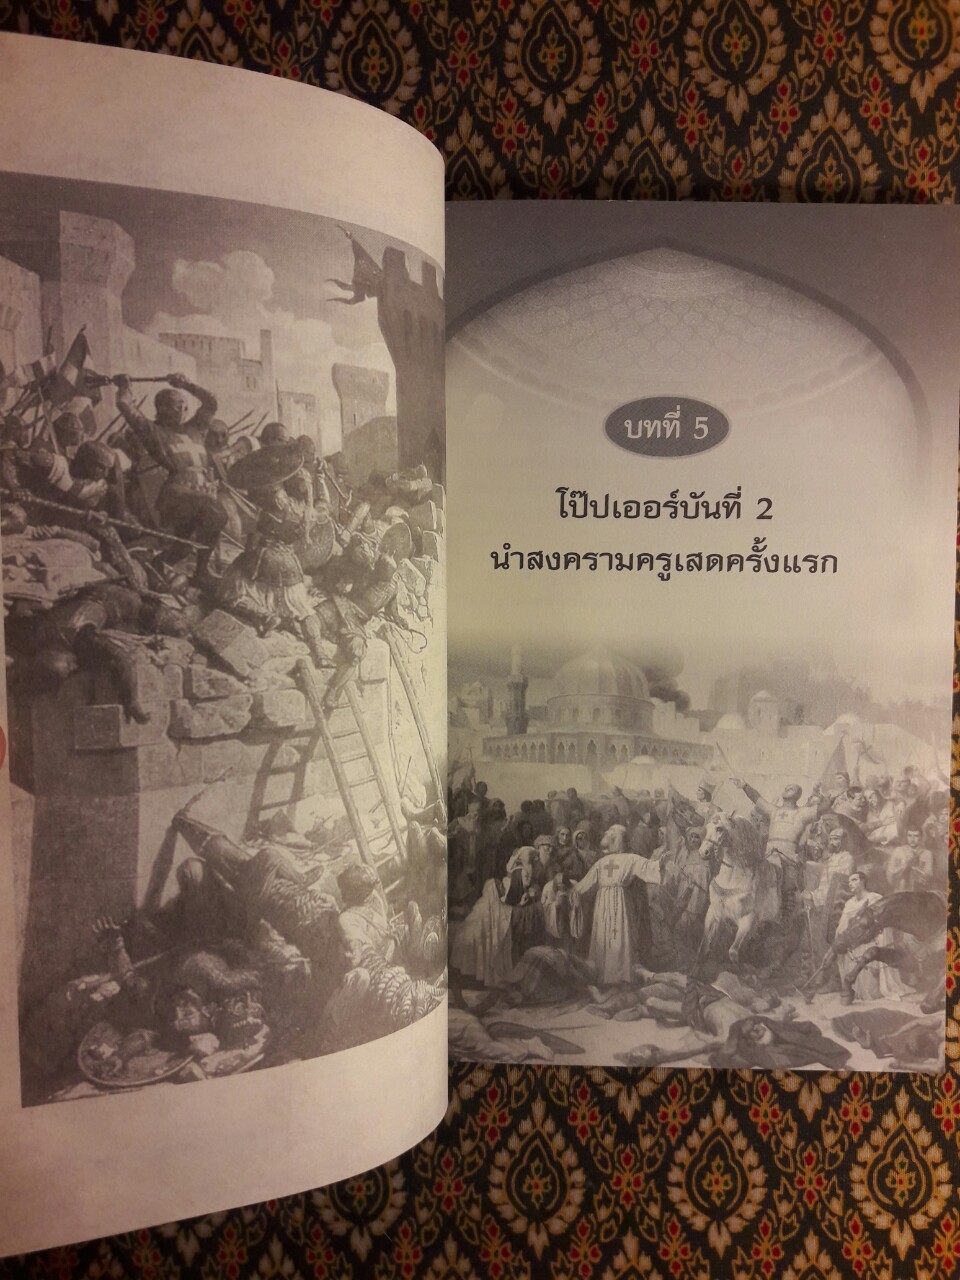 บทที่ 5
โป๊ปเออร์บันที่ 2
นำสงครามครูเสดครั้งแรก